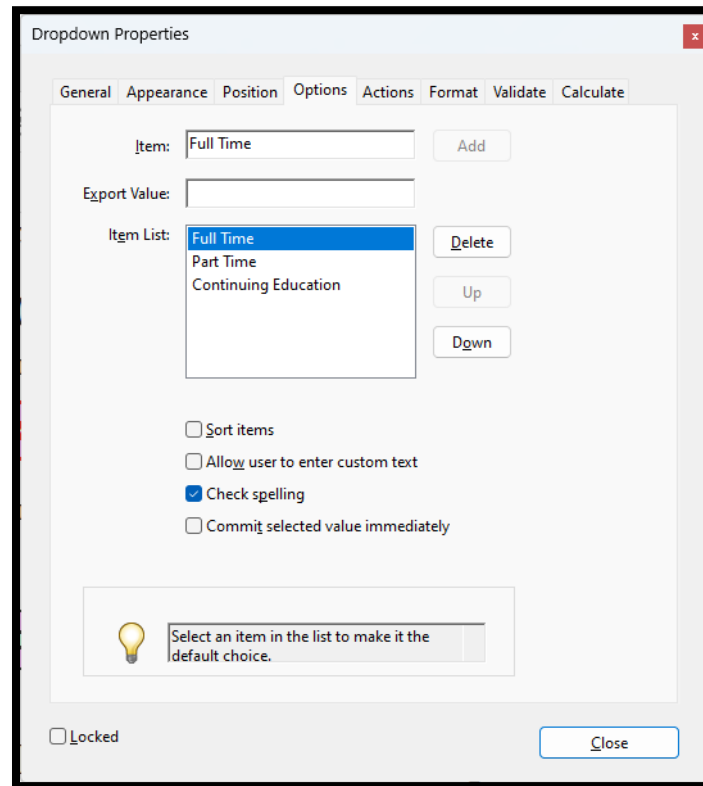 Dropdown Properties
x
General Appearance Position Options Actions Format Validate Calculate
Item: Full Time Add
Export Value:
Item List: Full Time Delete
Part Time
Continuing Education Up
Down
Sort items
Allow user to enter custom text
Check spelling
Commit selected value immediately
Select an item in the list to make it the
default choice.
Locked Close